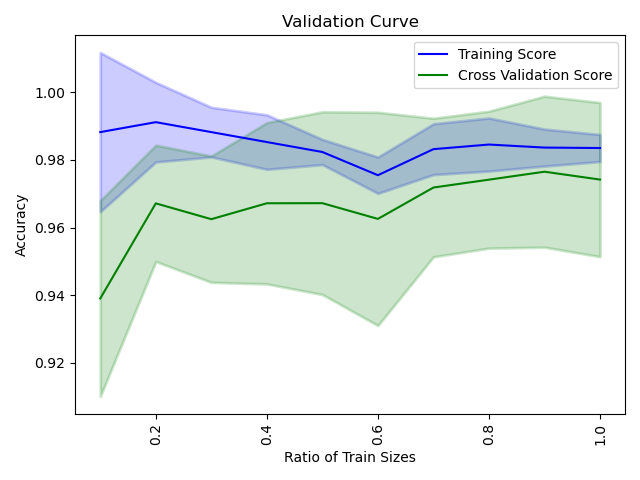 Validation Curve
Training Score
Cross Validation Score
Accuracy
1.00
0.98
0.96
0.94
0.92
0.2
0.4
0.6
0.8
1.0
Ratio of Train Sizes